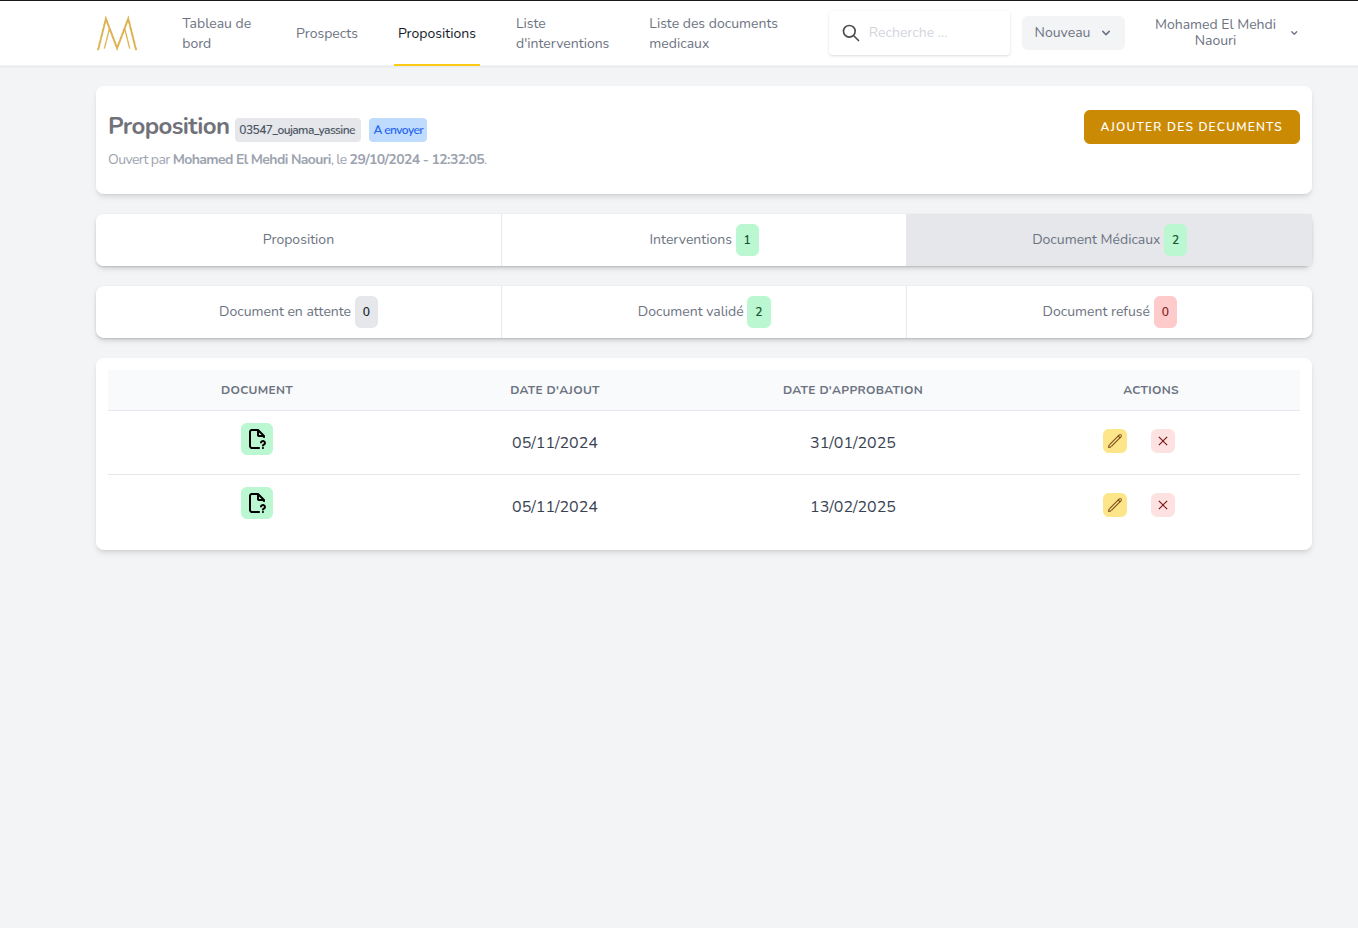 Tableau de bord
Prospects
Propositions
Liste d'interventions
Liste des documents medicaux
Recherche ...
Nouveau
Mohamed El Mehdi Naouri
Proposition 03547_oujama_yassine A envoyer
AJOUTER DES DECUMENTS
Ouvert par Mohamed El Mehdi Naouri, le 29/10/2024 - 12:32:05.
Proposition
Interventions 1
Document Médicaux 2
Document en attente 0
Document validé 2
Document refusé 0
DOCUMENT DATE D'AJOUT DATE D'APPROBATION ACTIONS
05/11/2024 31/01/2025
05/11/2024 13/02/2025